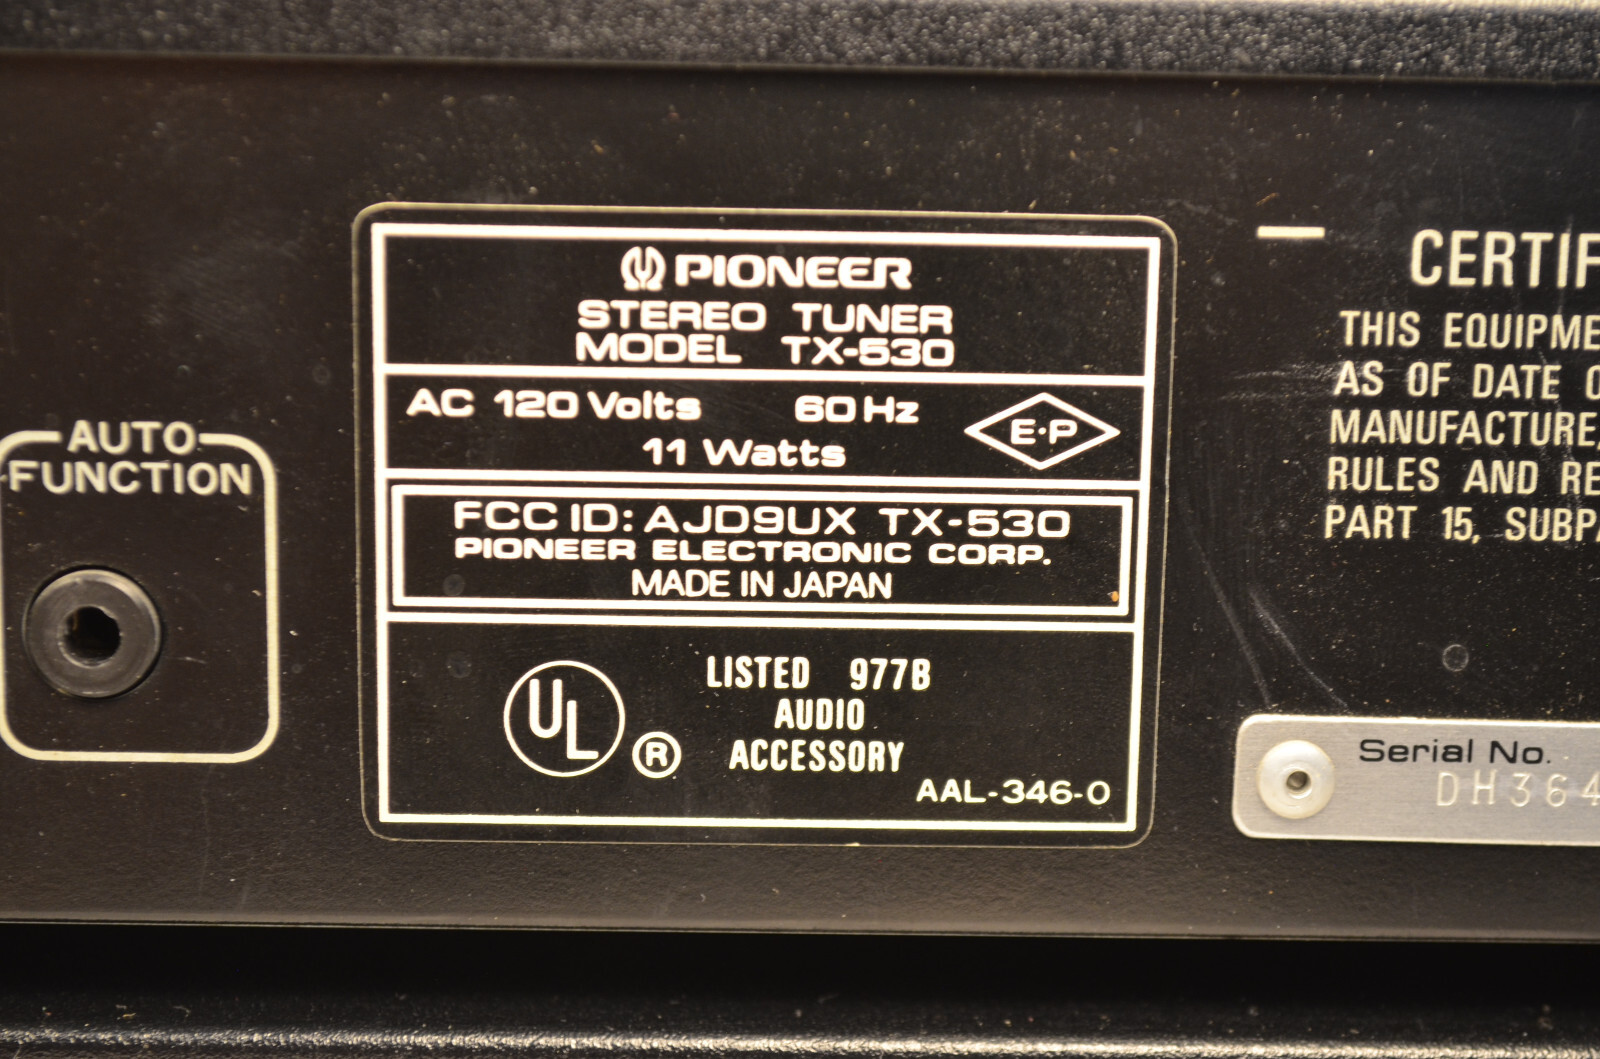 AUTO
FUNCTION
PIONEER
STEREO TUNER
MODEL TX-530
AC 120 Volts 60 Hz
11 Watts
E·P
FCC ID: AJD9UX TX-530
PIONEER ELECTRONIC CORP.
MADE IN JAPAN
UL ®
LISTED 977B
AUDIO
ACCESSORY
AAL-346-0
CERTIF
THIS EQUIPME
AS OF DATE
MANUFACTURE,
RULES AND RE
PART 15, SUBPA
Serial No.
DH364